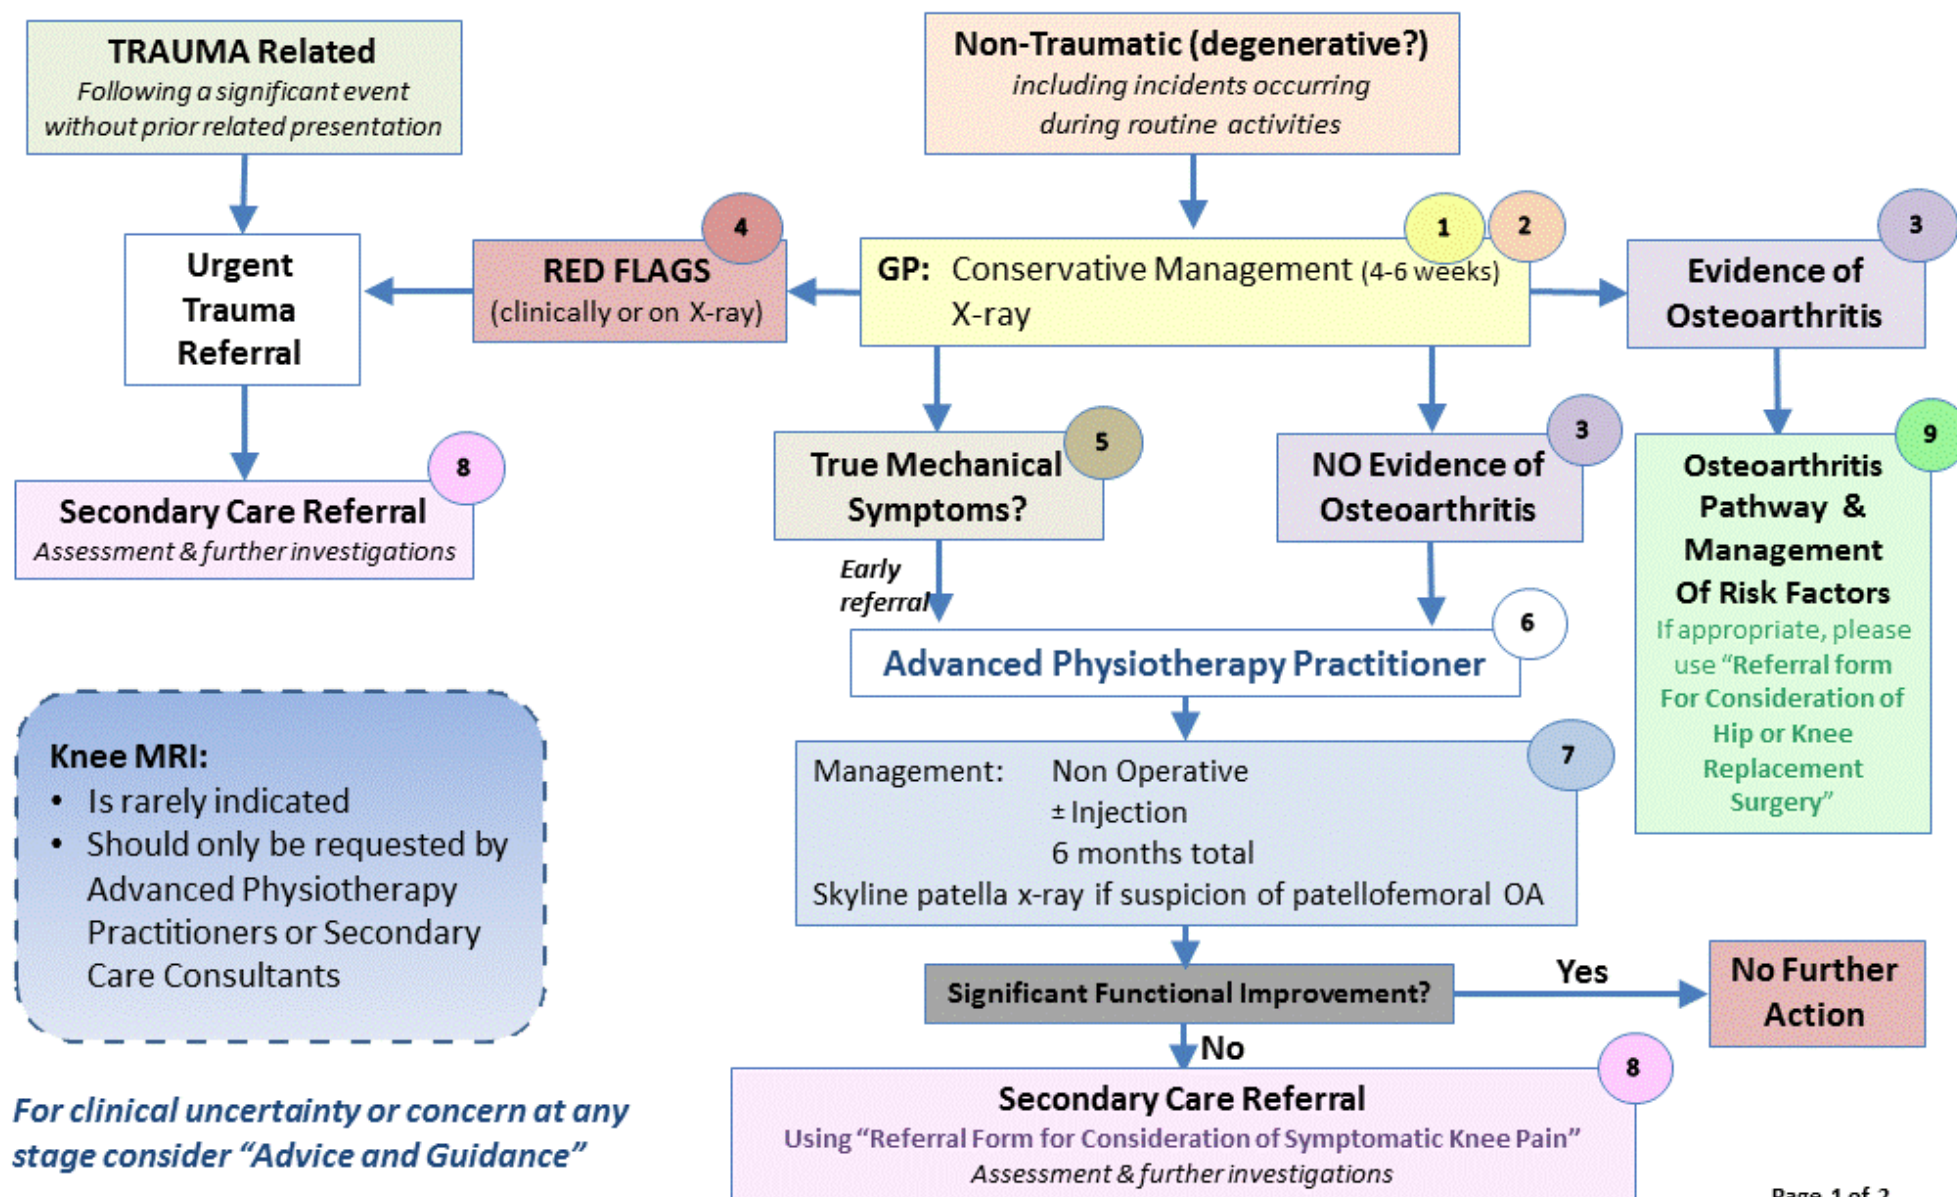 TRAUMA Related
Following a significant event
without prior related presentation
Non-Traumatic (degenerative?)
including incidents occurring
during routine activities
Urgent
Trauma
Referral
4
RED FLAGS
(clinically or on X-ray)
1
2
GP: Conservative Management (4-6 weeks)
X-ray
3
Evidence of
Osteoarthritis
8
Secondary Care Referral
Assessment & further investigations
5
True Mechanical
Symptoms?
3
NO Evidence of
Osteoarthritis
9
Osteoarthritis
Pathway &
Management
Of Risk Factors
If appropriate, please
use “Referral form
For Consideration of
Hip or Knee
Replacement
Surgery”
Early
referral
6
Advanced Physiotherapy Practitioner
7
Management: Non Operative
± Injection
6 months total
Skyline patella x-ray if suspicion of patellofemoral OA
Knee MRI:
• Is rarely indicated
• Should only be requested by
Advanced Physiotherapy
Practitioners or Secondary
Care Consultants
Significant Functional Improvement?
Yes
No Further
Action
No
8
Secondary Care Referral
Using “Referral Form for Consideration of Symptomatic Knee Pain”
Assessment & further investigations
For clinical uncertainty or concern at any
stage consider “Advice and Guidance”
Page 1 of 2